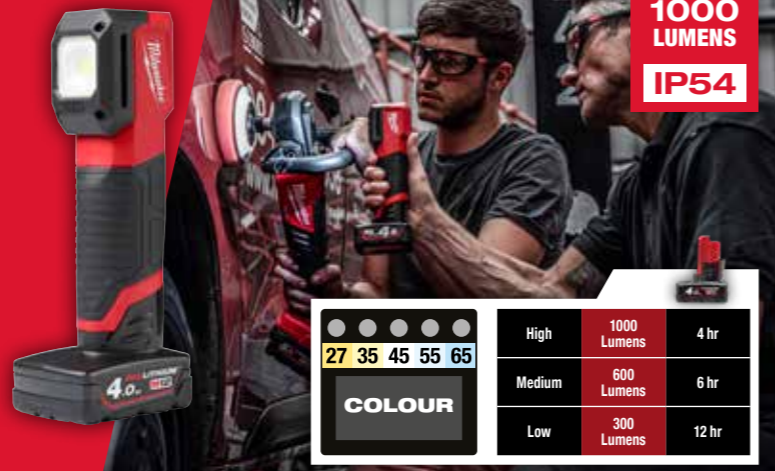 1000
LUMENS
IP54
Milwaukee
4.0
LITHIUM
27 35 45 55 65
COLOUR
High 1000 Lumens 4 hr
Medium 600 Lumens 6 hr
Low 300 Lumens 12 hr